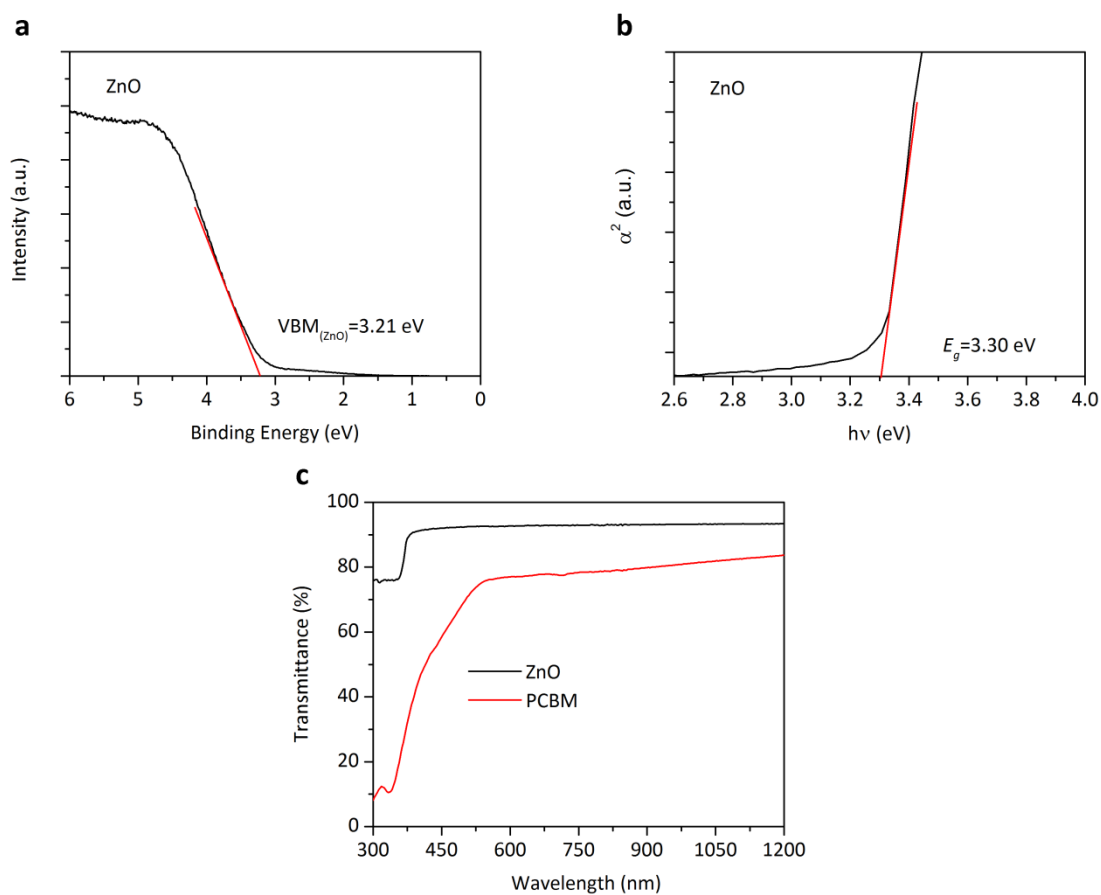 a
ZnO
Intensity (a.u.)
VBM(ZnO)=3.21 eV
6 5 4 3 2 1 0
Binding Energy (eV)
b
ZnO
α² (a.u.)
Eg=3.30 eV
2.6 2.8 3.0 3.2 3.4 3.6 3.8 4.0
hν (eV)
c
100
80
60
40
20
0
Transmittance (%)
ZnO
PCBM
300 450 600 750 900 1050 1200
Wavelength (nm)